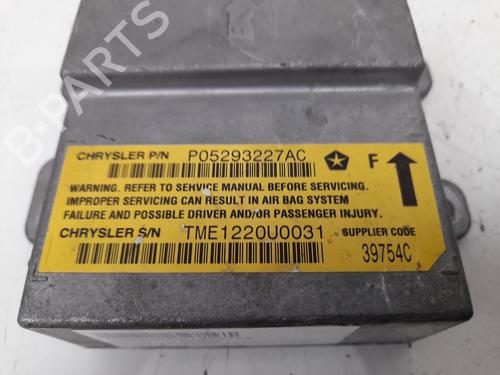 CHRYSLER P/N P05293227AC
F
WARNING. REFER TO SERVICE MANUAL BEFORE SERVICING.
IMPROPER SERVICING CAN RESULT IN AIR BAG SYSTEM
FAILURE AND POSSIBLE DRIVER AND/OR PASSENGER INJURY.
CHRYSLER S/N TME1220U0031 SUPPLIER CODE
39754C
B-PARTS